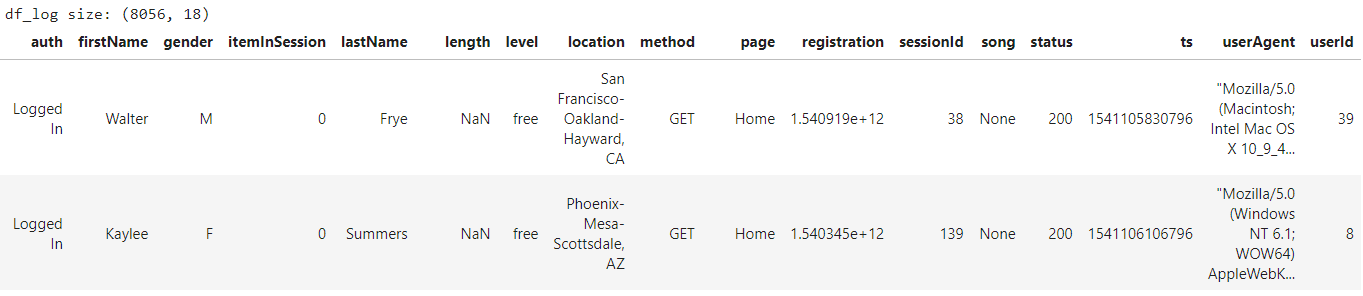 df_log size: (8056, 18)
auth firstName gender itemInSession lastName length level location method page registration sessionId song status ts userAgent userId
Logged In Walter M 0 Frye NaN free San Francisco-Oakland-Hayward, CA GET Home 1.540919e+12 38 None 200 1541105830796 "Mozilla/5.0 (Macintosh; Intel Mac OS X 10_9_4... 39
Logged In Kaylee F 0 Summers NaN free Phoenix-Mesa-Scottsdale, AZ GET Home 1.540345e+12 139 None 200 1541106106796 "Mozilla/5.0 (Windows NT 6.1; WOW64) AppleWebK... 8